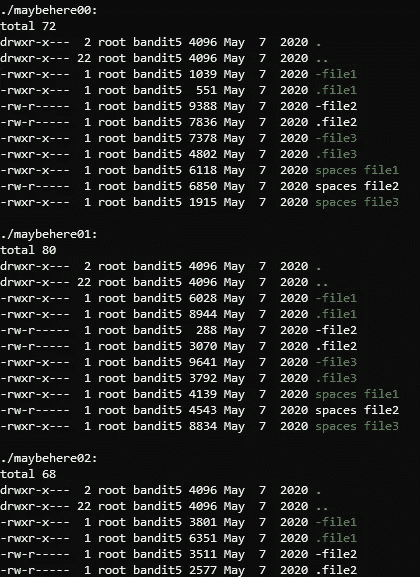 ./maybehere00:
total 72
drwxr-x---  2 root bandit5 4096 May  7  2020 .
drwxr-x--- 22 root bandit5 4096 May  7  2020 ..
-rwxr-x---  1 root bandit5 1039 May  7  2020 -file1
-rwxr-x---  1 root bandit5  551 May  7  2020 .file1
-rw-r-----  1 root bandit5 9388 May  7  2020 -file2
-rw-r-----  1 root bandit5 7836 May  7  2020 .file2
-rwxr-x---  1 root bandit5 7378 May  7  2020 -file3
-rwxr-x---  1 root bandit5 4802 May  7  2020 .file3
-rwxr-x---  1 root bandit5 6118 May  7  2020 spaces file1
-rw-r-----  1 root bandit5 6850 May  7  2020 spaces file2
-rwxr-x---  1 root bandit5 1915 May  7  2020 spaces file3
./maybehere01:
total 80
drwxr-x---  2 root bandit5 4096 May  7  2020 .
drwxr-x--- 22 root bandit5 4096 May  7  2020 ..
-rwxr-x---  1 root bandit5 6028 May  7  2020 -file1
-rwxr-x---  1 root bandit5 8944 May  7  2020 .file1
-rw-r-----  1 root bandit5  288 May  7  2020 -file2
-rw-r-----  1 root bandit5 3070 May  7  2020 .file2
-rwxr-x---  1 root bandit5 9641 May  7  2020 -file3
-rwxr-x---  1 root bandit5 3792 May  7  2020 .file3
-rwxr-x---  1 root bandit5 4139 May  7  2020 spaces file1
-rw-r-----  1 root bandit5 4543 May  7  2020 spaces file2
-rwxr-x---  1 root bandit5 8834 May  7  2020 spaces file3
./maybehere02:
total 68
drwxr-x---  2 root bandit5 4096 May  7  2020 .
drwxr-x--- 22 root bandit5 4096 May  7  2020 ..
-rwxr-x---  1 root bandit5 3801 May  7  2020 -file1
-rwxr-x---  1 root bandit5 6351 May  7  2020 .file1
-rw-r-----  1 root bandit5 3511 May  7  2020 -file2
-rw-r-----  1 root bandit5 2577 May  7  2020 .file2